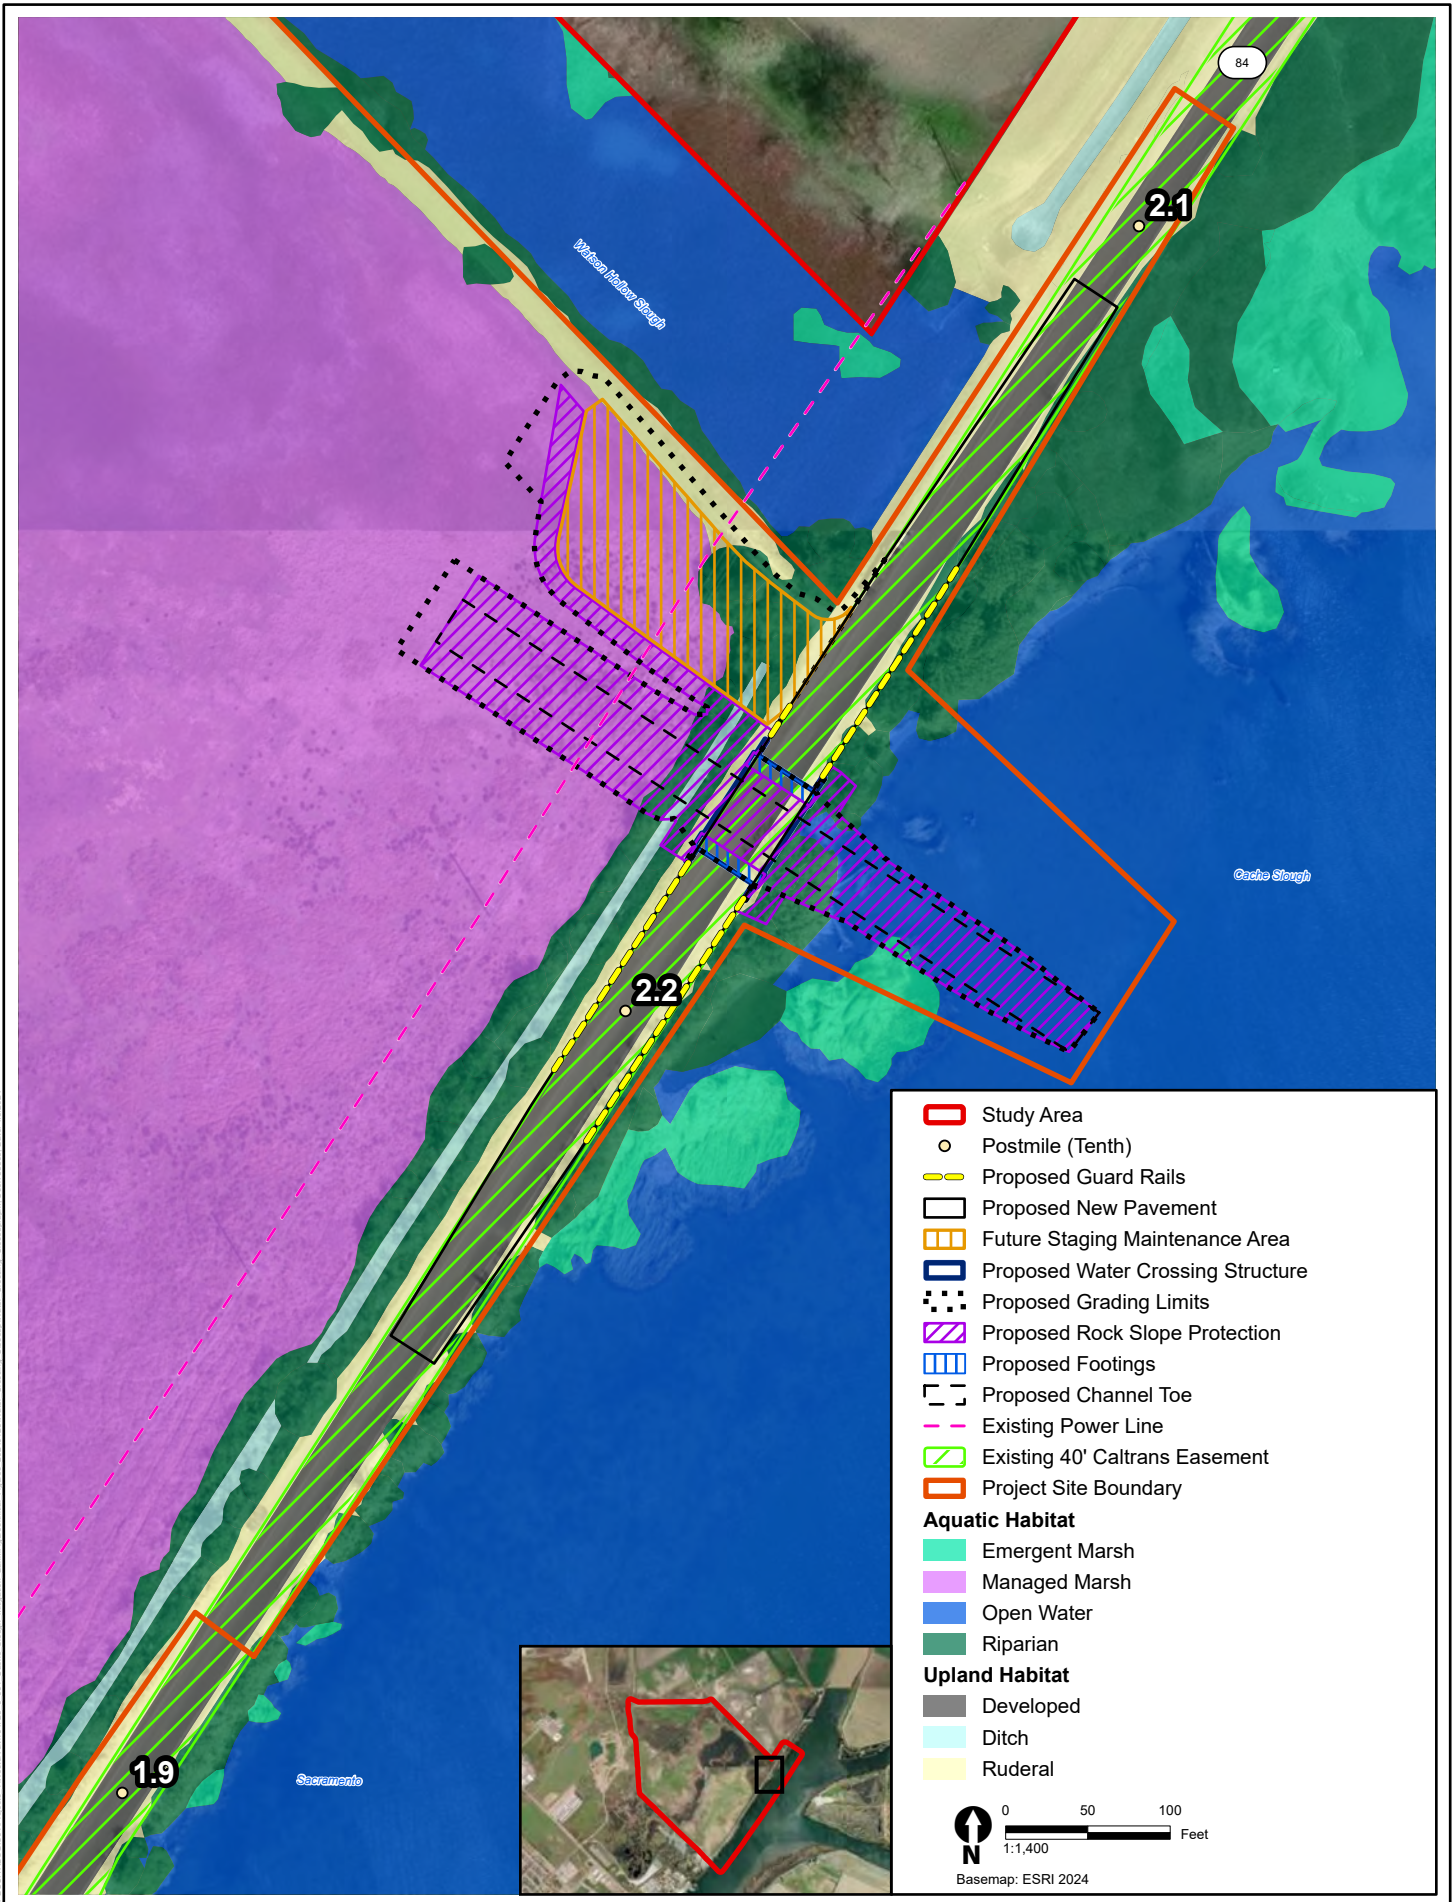 84
2.1
Watson Hollow Slough
Cache Slough
2.2
Study Area
Postmile (Tenth)
Proposed Guard Rails
Proposed New Pavement
Future Staging Maintenance Area
Proposed Water Crossing Structure
Proposed Grading Limits
Proposed Rock Slope Protection
Proposed Footings
Proposed Channel Toe
Existing Power Line
Existing 40' Caltrans Easement
Project Site Boundary
Aquatic Habitat
Emergent Marsh
Managed Marsh
Open Water
Riparian
Upland Habitat
Developed
Ditch
Ruderal
1.9
Sacramento
0 50 100
Feet
1:1,400
N
Basemap: ESRI 2024